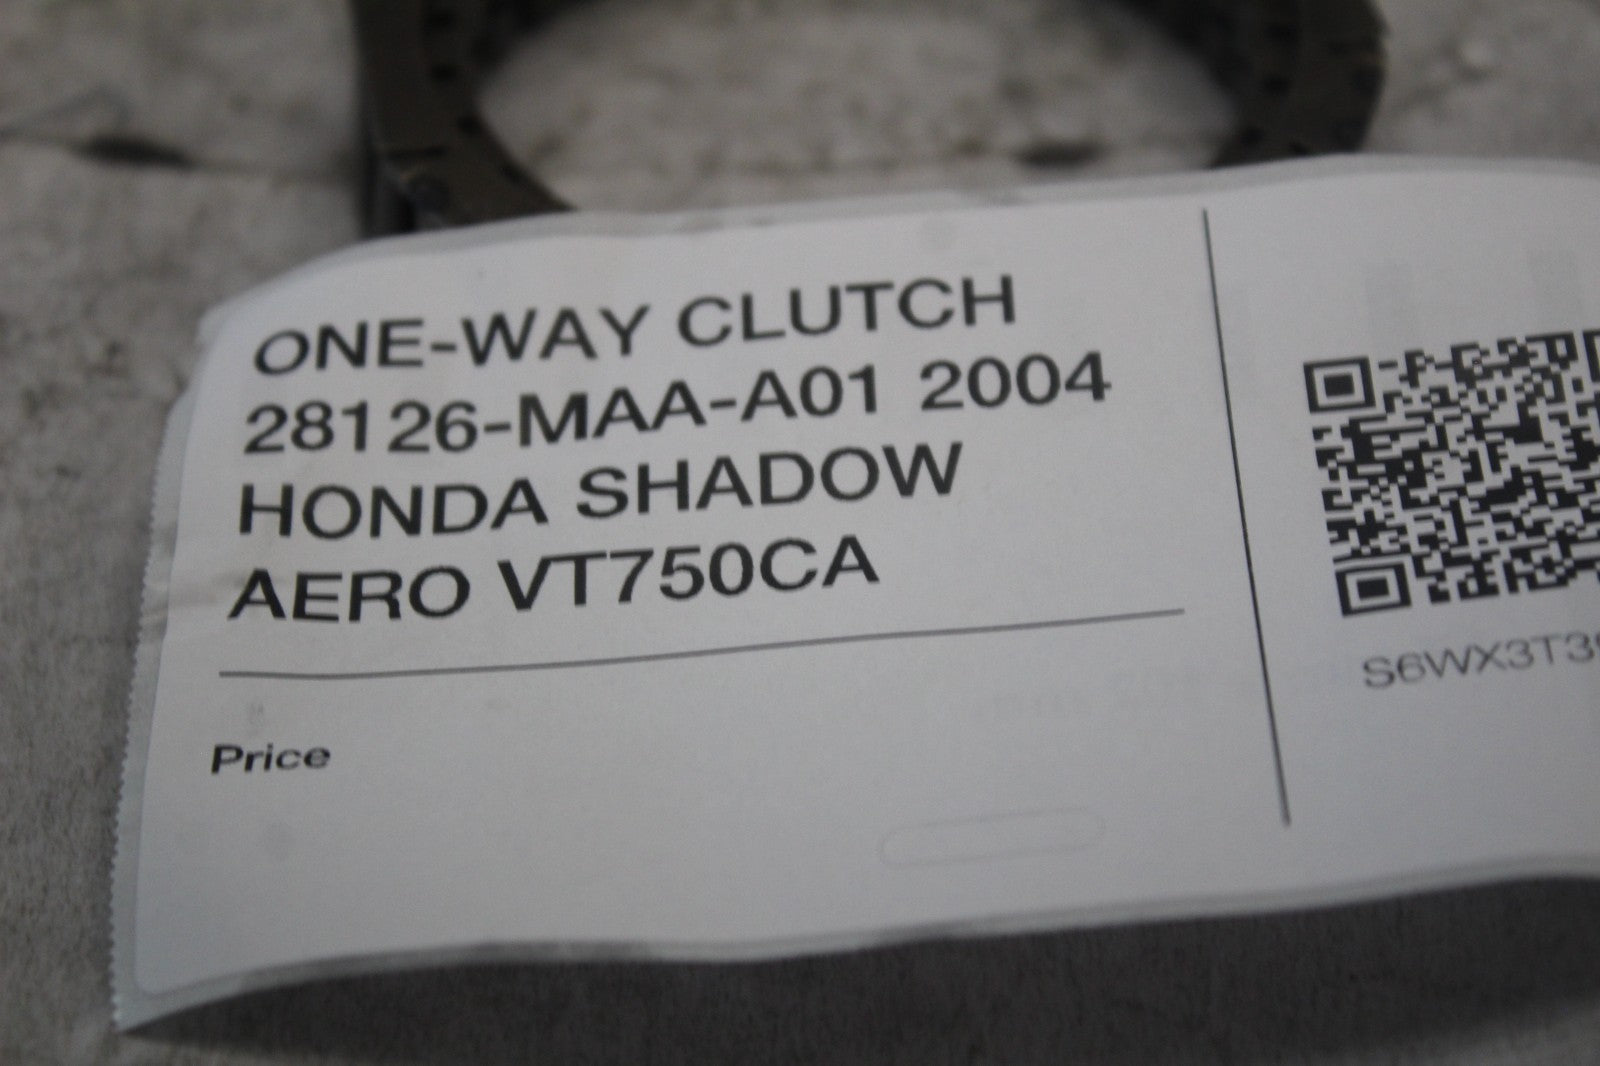 ONE-WAY CLUTCH
28126-MAA-A01 2004
HONDA SHADOW
AERO VT750CA
Price